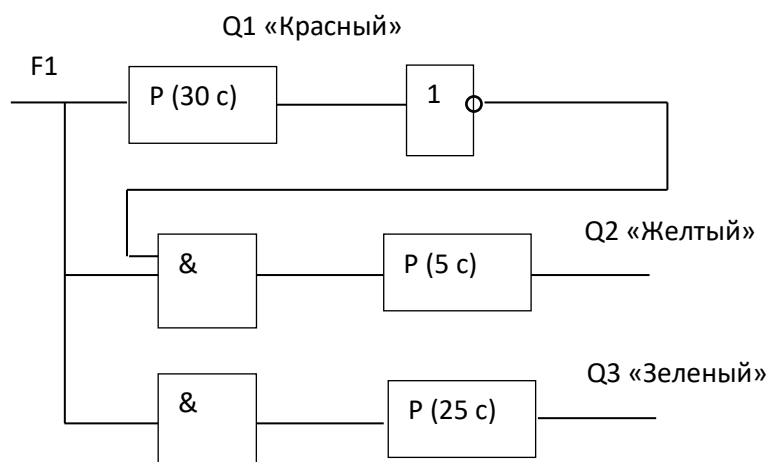 Q1 «Красный»
F1
P (30 с)
1
Q2 «Желтый»
&
P (5 с)
Q3 «Зеленый»
&
P (25 с)